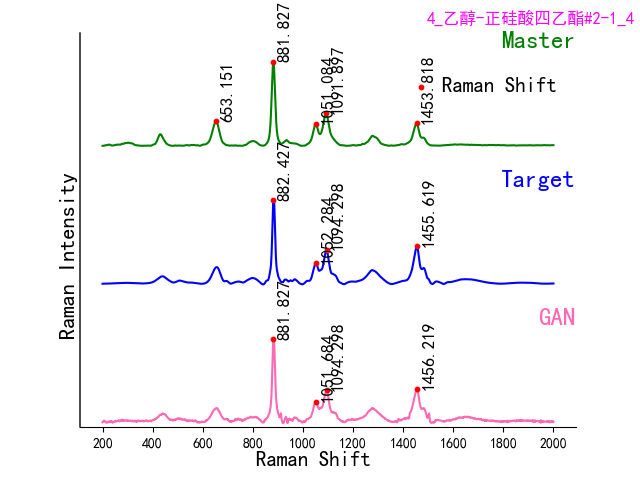 4_乙醇-正硅酸四乙酯#2-1_4
Master
Raman Shift
653.151
881.827
1051.084
1091.897
1453.818
Target
882.427
1052.284
1094.298
1455.619
GAN
881.827
1051.684
1094.298
1456.219
Raman Intensity
200 400 600 800 1000 1200 1400 1600 1800 2000
Raman Shift